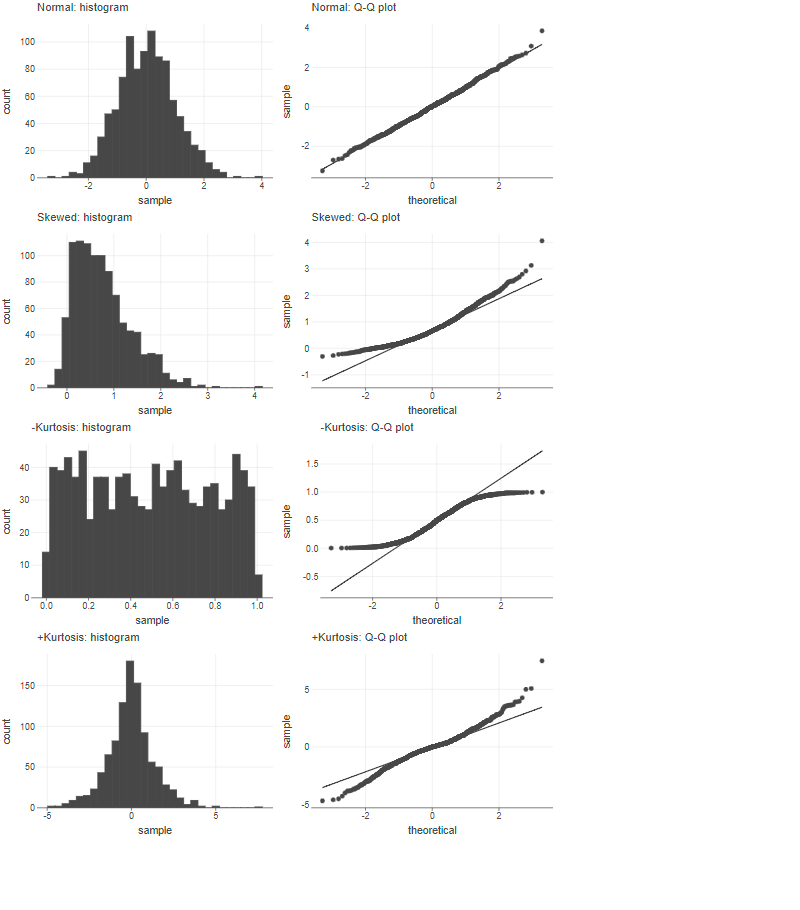 Normal: histogram
100
80
60
40
20
0
count
-2
0
2
4
sample
Normal: Q-Q plot
4
2
0
-2
sample
-2
0
2
theoretical
Skewed: histogram
100
80
60
40
20
0
count
0
1
2
3
4
sample
Skewed: Q-Q plot
4
3
2
1
0
-1
sample
-2
0
2
theoretical
-Kurtosis: histogram
40
30
20
10
0
count
0.0
0.2
0.4
0.6
0.8
1.0
sample
-Kurtosis: Q-Q plot
1.5
1.0
0.5
0.0
-0.5
sample
-2
0
2
theoretical
+Kurtosis: histogram
150
100
50
0
count
-5
0
5
sample
+Kurtosis: Q-Q plot
5
0
-5
sample
-2
0
2
theoretical